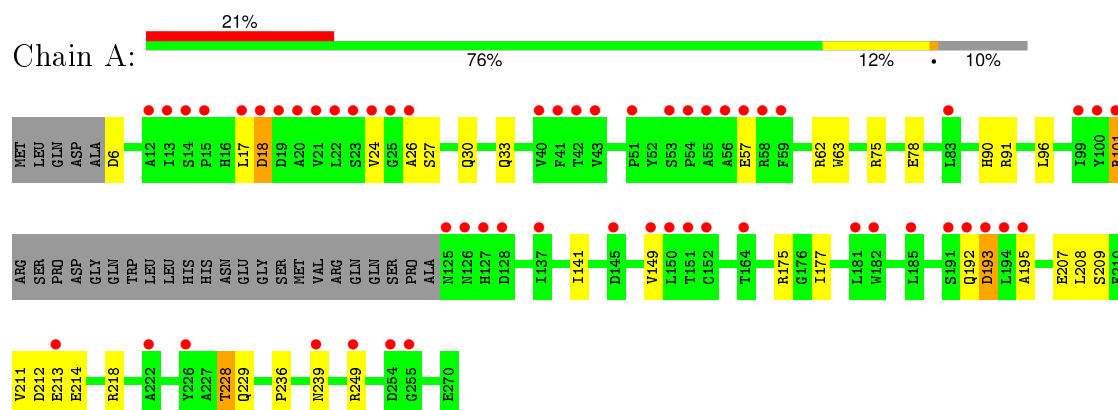 21%
Chain A:
76% 12% • 10%
MET LEU GLN ASP ALA D6 A12 I13 S14 P15 H16 L17 D18 D19 A20 V21 L22 S23 V24 G25 A26 S27 Q30 Q33 V40 F41 T42 V43 P51 Y52 S53 P54 A55 A56 E57 R58 F59 R62 W63 R75 E78 L83 H90 R91 L96 I99 Y100
ARG SER PRO ASP GLY GLN TRP LEU LEU HIS HIS ASN GLU GLY SER MET VAL ARG GLN GLN SER PRO ALA N125 N126 H127 D128 I137 I141 D145 V149 L150 T151 C152 T164 R175 G176 I177 L181 W182 L185 S191 Q192 D193 L194 A195 E207 L208 S209
V211 D212 E213 E214 R218 A222 Y226 A227 T228 Q229 P236 N239 R249 D254 G255 E270